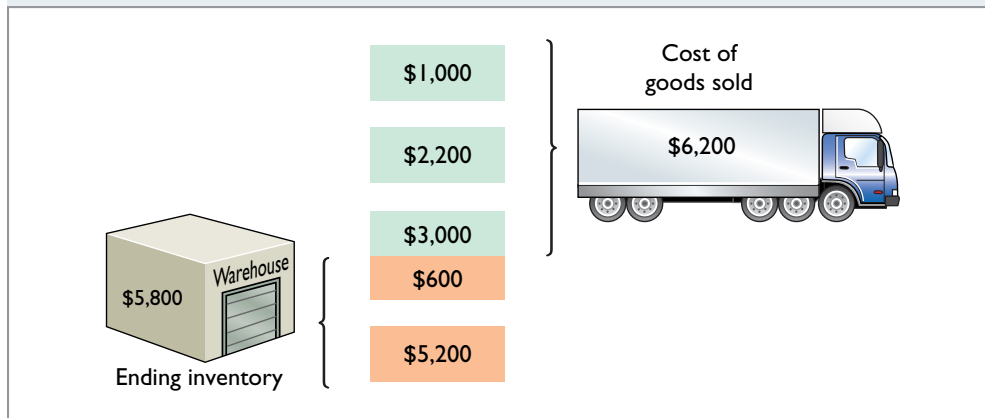 $1,000
$2,200
$3,000
$600
$5,200
Cost of
goods sold
$6,200
Warehouse
$5,800
Ending inventory